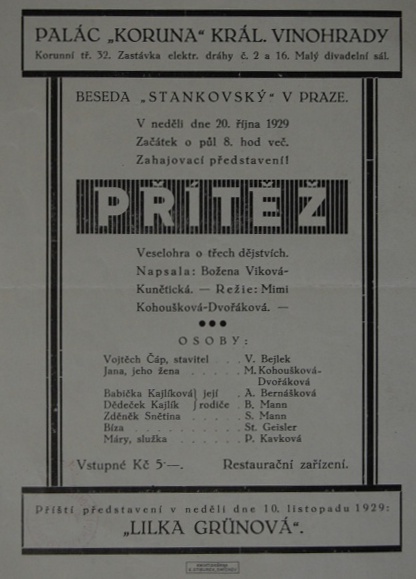 PALÁC „KORUNA“ KRÁL. VINOHRADY
Korunní tř. 32. Zastávka elektr. dráhy č. 2 a 16. Malý divadelní sál.
BESEDA „STANKOVSKÝ“ V PRAZE.
V neděli dne 20. října 1929
Začátek o půl 8. hod več.
Zahajovací představení!
PŘÍTĚŽ
Veselohra o třech dějstvích.
Napsala: Božena Viková-
Kunětická. — Režie: Mimi
Kohoušková-Dvořáková. —
OSOBY:
Vojtěch Čáp, stavitel . . . V. Bejlek
Jana, jeho žena . . . . . M. Kohoušková-
Dvořáková
Babička Kajlíková} její . A. Bernášková
Dědeček Kajlík } rodiče . B. Mann
Zdeněk Snětina . . . . . S. Mann
Bíza . . . . . . . . . . St. Geisler
Máry, služka . . . . . . P. Kavková
Vstupné Kč 5·—. Restaurační zařízení.
Příští představení v neděli dne 10. listopadu 1929:
„LILKA GRÜNOVÁ“.